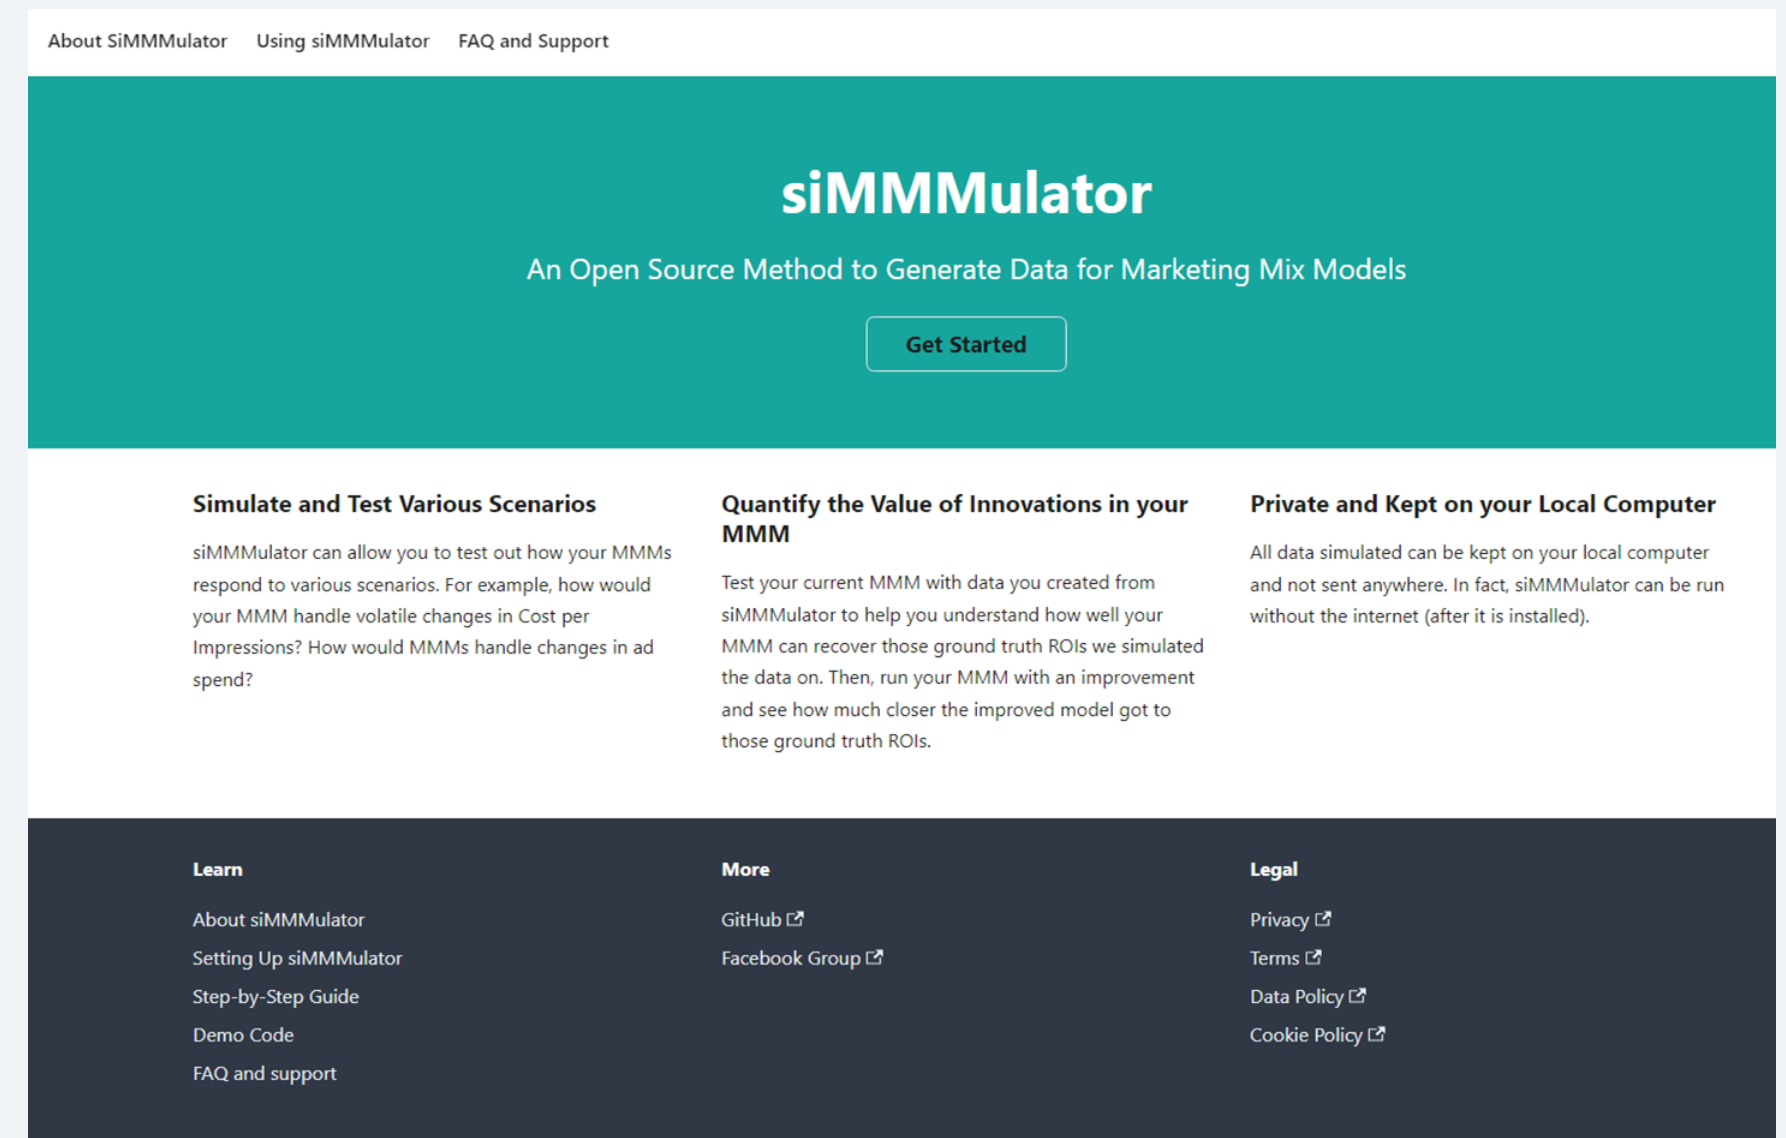 About SiMMMulator Using siMMMulator FAQ and Support
siMMMulator
An Open Source Method to Generate Data for Marketing Mix Models
Get Started
Simulate and Test Various Scenarios
siMMMulator can allow you to test out how your MMMs
respond to various scenarios. For example, how would
your MMM handle volatile changes in Cost per
Impressions? How would MMMs handle changes in ad
spend?
Quantify the Value of Innovations in your
MMM
Test your current MMM with data you created from
siMMMulator to help you understand how well your
MMM can recover those ground truth ROIs we simulated
the data on. Then, run your MMM with an improvement
and see how much closer the improved model got to
those ground truth ROIs.
Private and Kept on your Local Computer
All data simulated can be kept on your local computer
and not sent anywhere. In fact, siMMMulator can be run
without the internet (after it is installed).
Learn
About siMMMulator
Setting Up siMMMulator
Step-by-Step Guide
Demo Code
FAQ and support
More
GitHub
Facebook Group
Legal
Privacy
Terms
Data Policy
Cookie Policy